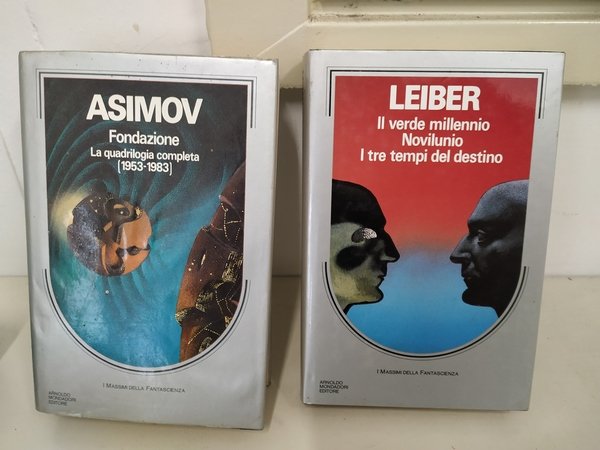 ASIMOV
Fondazione
La quadrilogia completa
[1953-1983]
I MASSIMI DELLA FANTASCIENZA
ARNOLDO
MONDADORI
EDITORE
LEIBER
Il verde millennio
Novilunio
I tre tempi del destino
I MASSIMI DELLA FANTASCIENZA
ARNOLDO
MONDADORI
EDITORE